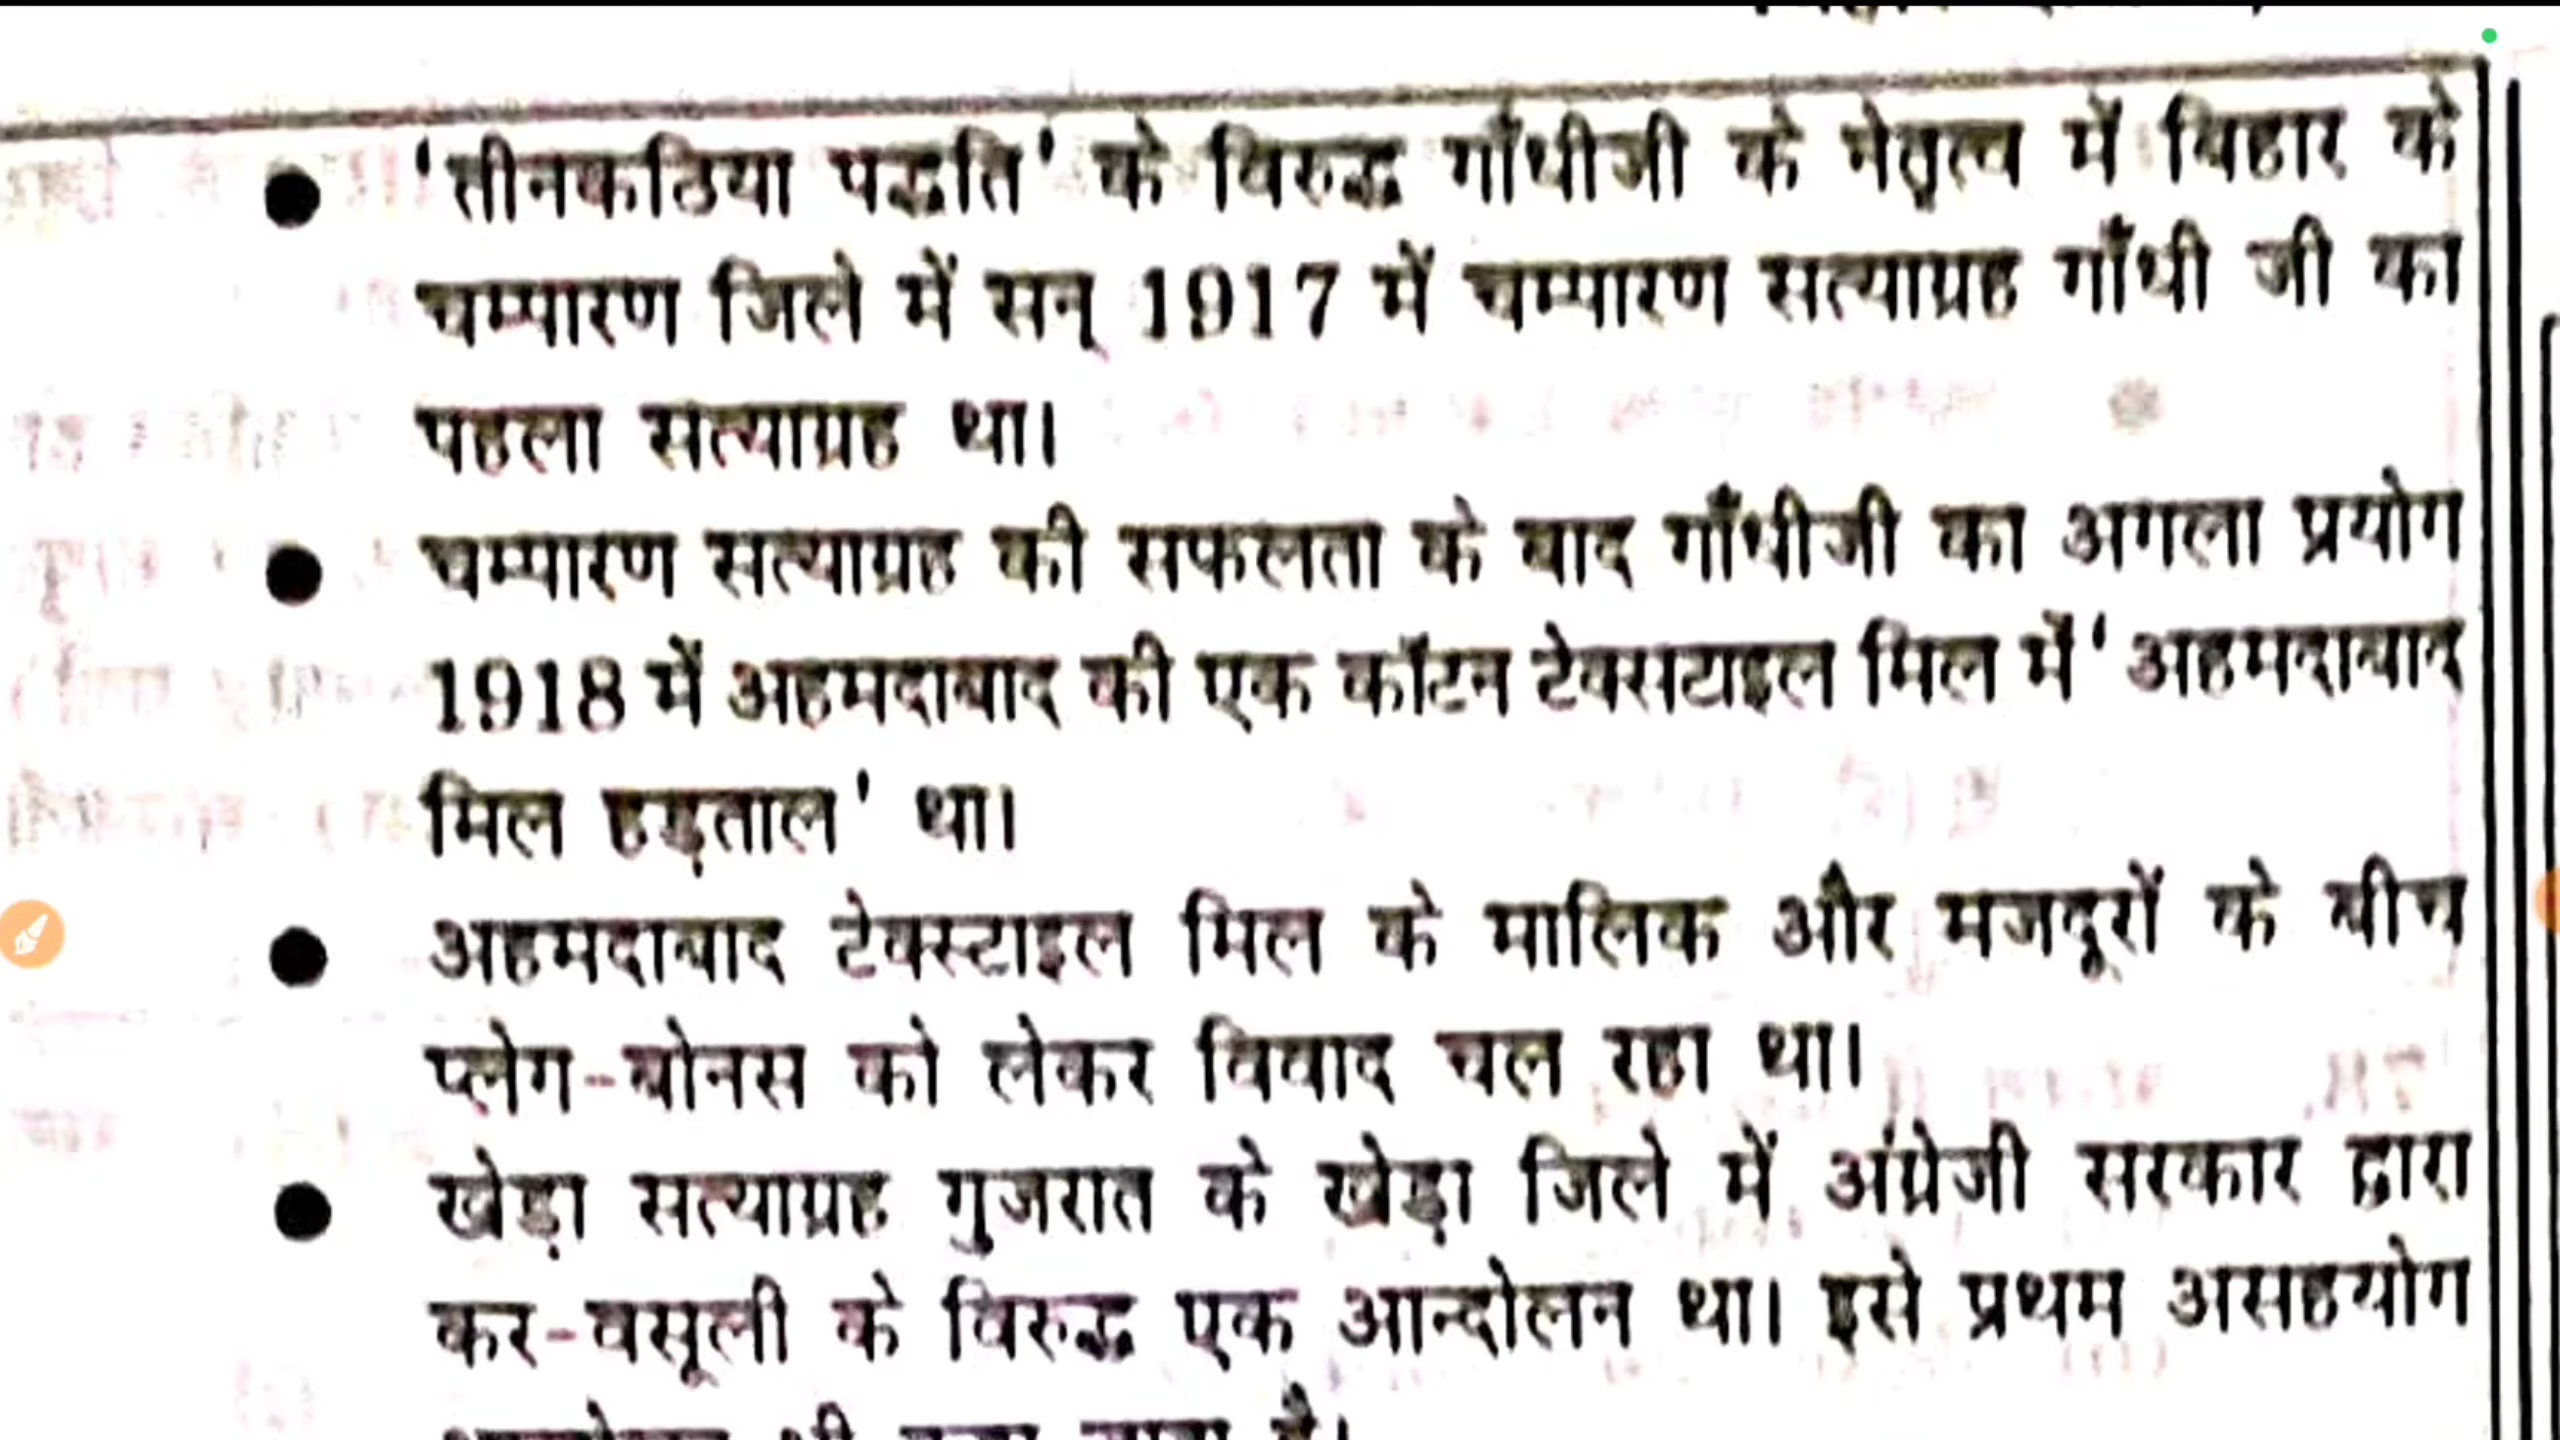 ● 'तीनकठिया पद्धति' के विरुद्ध गाँधीजी के नेतृत्व में बिहार के
चम्पारण जिले में सन् 1917 में चम्पारण सत्याग्रह गाँधी जी का
पहला सत्याग्रह था।
● चम्पारण सत्याग्रह की सफलता के बाद गाँधीजी का अगला प्रयोग
1918 में अहमदाबाद की एक कॉटन टेक्सटाइल मिल में 'अहमदाबाद
मिल हड़ताल' था।
● अहमदाबाद टेक्स्टाइल मिल के मालिक और मजदूरों के बीच
प्लेग-बोनस को लेकर विवाद चल रहा था।
● खेड़ा सत्याग्रह गुजरात के खेड़ा जिले में अंग्रेजी सरकार द्वारा
कर-वसूली के विरुद्ध एक आन्दोलन था। इसे प्रथम असहयोग